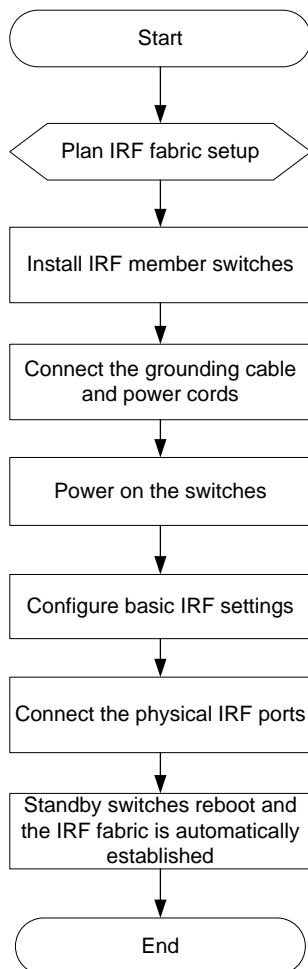 Start
Plan IRF fabric setup
Install IRF member switches
Connect the grounding cable
and power cords
Power on the switches
Configure basic IRF settings
Connect the physical IRF ports
Standby switches reboot and
the IRF fabric is automatically
established
End